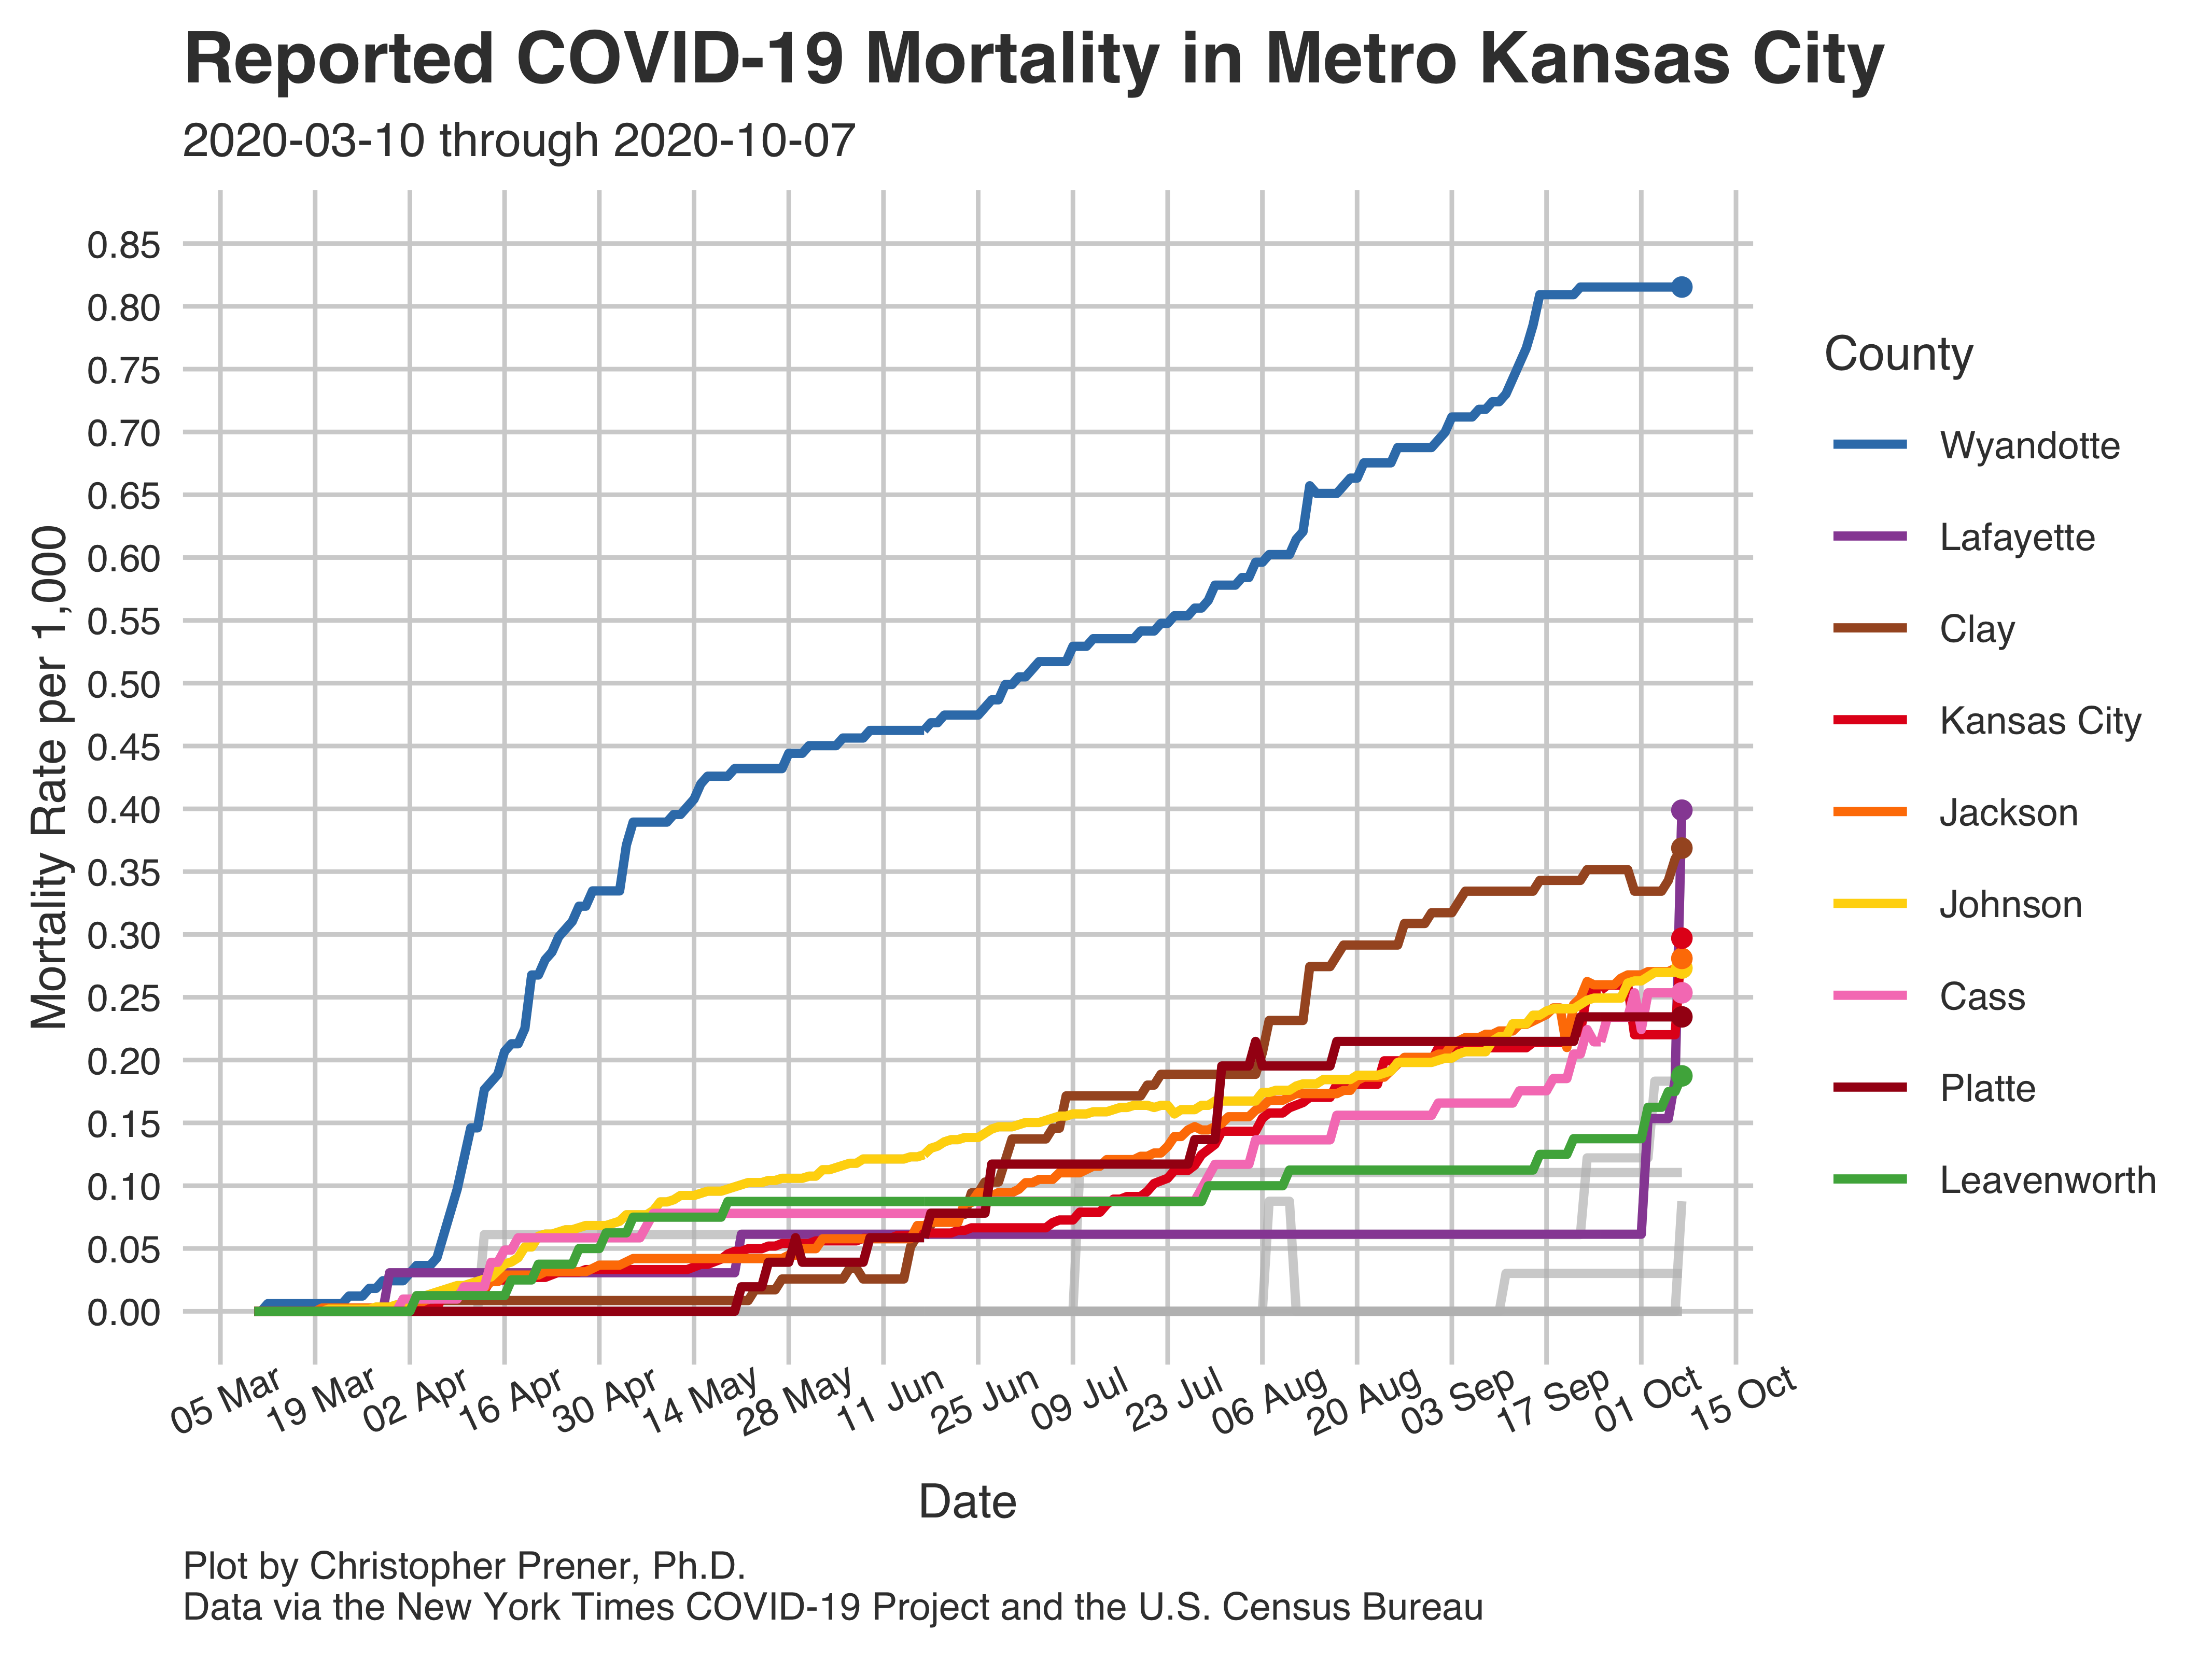 Reported COVID-19 Mortality in Metro Kansas City
2020-03-10 through 2020-10-07
Mortality Rate per 1,000
0.85
0.80
0.75
0.70
0.65
0.60
0.55
0.50
0.45
0.40
0.35
0.30
0.25
0.20
0.15
0.10
0.05
0.00
05 Mar
19 Mar
02 Apr
16 Apr
30 Apr
14 May
28 May
11 Jun
25 Jun
09 Jul
23 Jul
06 Aug
20 Aug
03 Sep
17 Sep
01 Oct
15 Oct
Date
County
Wyandotte
Lafayette
Clay
Kansas City
Jackson
Johnson
Cass
Platte
Leavenworth
Plot by Christopher Prener, Ph.D.
Data via the New York Times COVID-19 Project and the U.S. Census Bureau